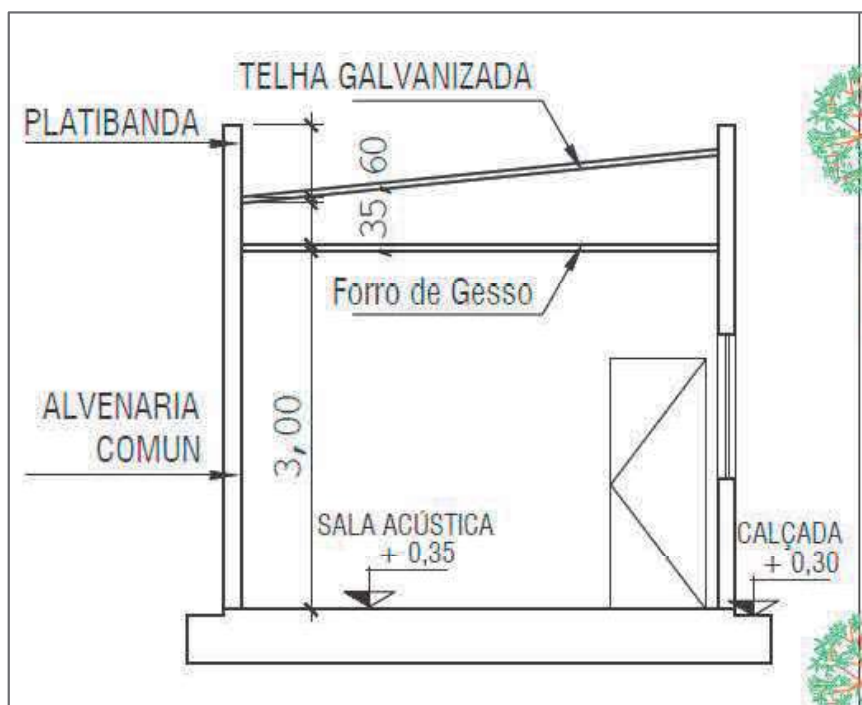 TELHA GALVANIZADA
PLATIBANDA
,60
,35
Forro de Gesso
ALVENARIA
COMUN
3,00
SALA ACÚSTICA
+ 0,35
CALÇADA
+ 0,30